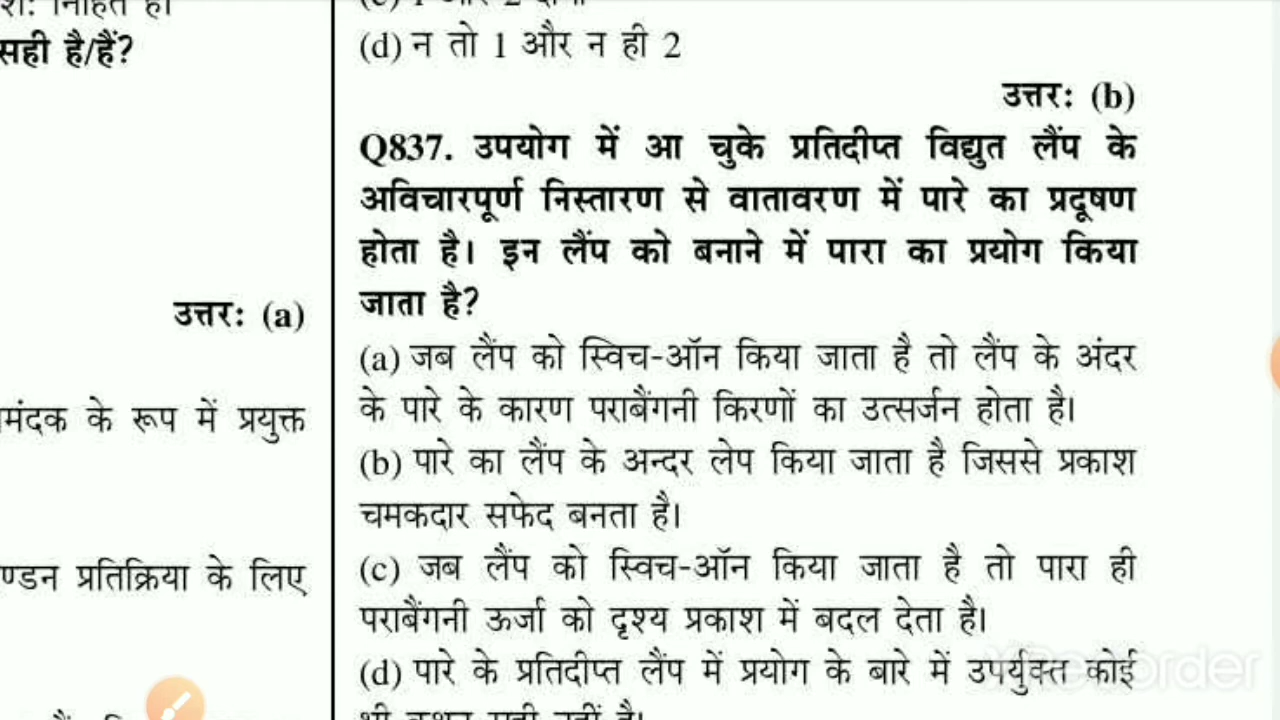 सही है/हैं?
उत्तर: (a)
मंदक के रूप में प्रयुक्त
ण्डन प्रतिक्रिया के लिए
(d) न तो 1 और न ही 2
उत्तर: (b)
Q837. उपयोग में आ चुके प्रतिदीप्त विद्युत लैंप के
अविचारपूर्ण निस्तारण से वातावरण में पारे का प्रदूषण
होता है। इन लैंप को बनाने में पारा का प्रयोग किया
जाता है?
(a) जब लैंप को स्विच-ऑन किया जाता है तो लैंप के अंदर
के पारे के कारण पराबैंगनी किरणों का उत्सर्जन होता है।
(b) पारे का लैंप के अन्दर लेप किया जाता है जिससे प्रकाश
चमकदार सफेद बनता है।
(c) जब लैंप को स्विच-ऑन किया जाता है तो पारा ही
पराबैंगनी ऊर्जा को दृश्य प्रकाश में बदल देता है।
(d) पारे के प्रतिदीप्त लैंप में प्रयोग के बारे में उपर्युक्त कोई